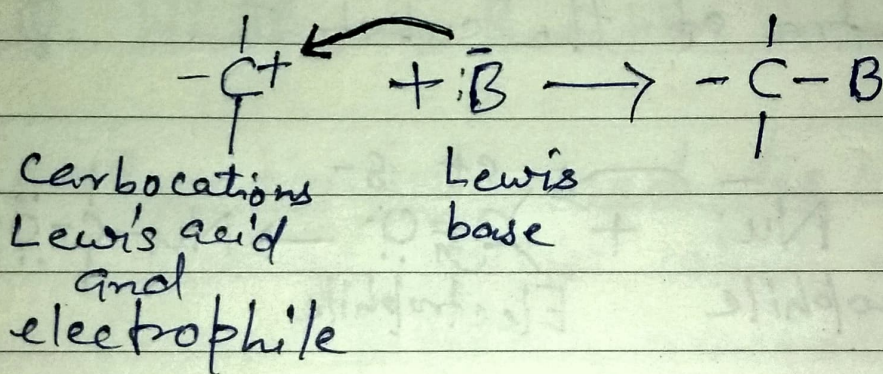 - C+ + :B̄ ⟶ - C - B
Carbocations Lewis
Lewis acid base
and
electrophile